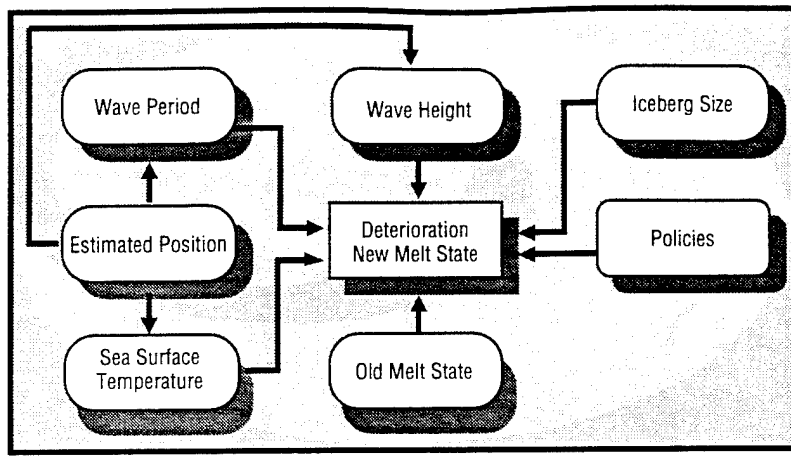 Wave Period
Wave Height
Iceberg Size
Estimated Position
Deterioration
New Melt State
Policies
Sea Surface
Temperature
Old Melt State